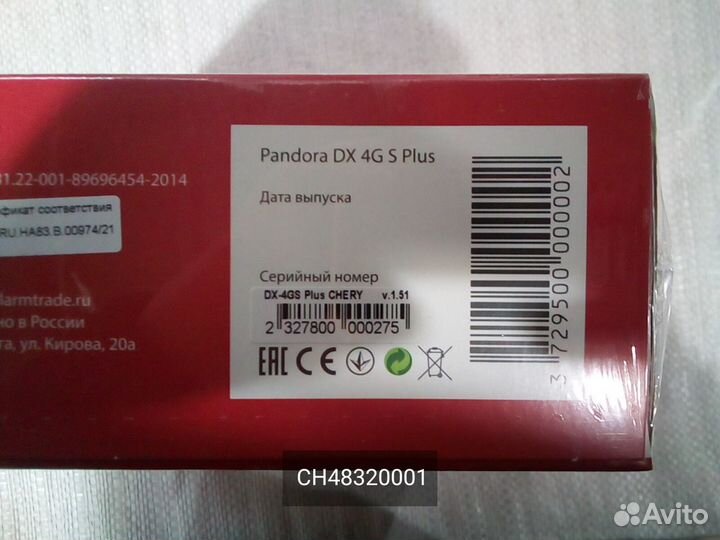 31.22-001-89696454-2014
фикат соответствия
RU.HA83.B.00974/21
larmtrade.ru
но в России
га, ул. Кирова, 20а
Pandora DX 4G S Plus
Дата выпуска
Серийный номер
DX-4GS Plus CHERY v.1.51
2 327800 000275
EAC CE
3 729500 000002
CH48320001
Avito